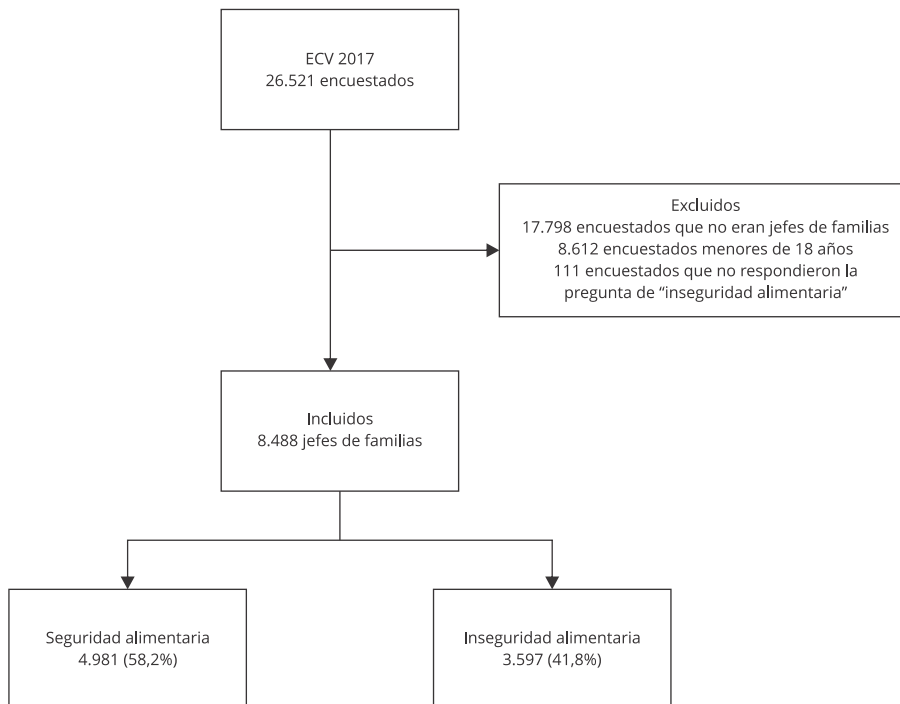 ECV 2017
26.521 encuestados
Excluidos
17.798 encuestados que no eran jefes de familias
8.612 encuestados menores de 18 años
111 encuestados que no respondieron la
pregunta de “inseguridad alimentaria”
Incluidos
8.488 jefes de familias
Seguridad alimentaria
4.981 (58,2%)
Inseguridad alimentaria
3.597 (41,8%)